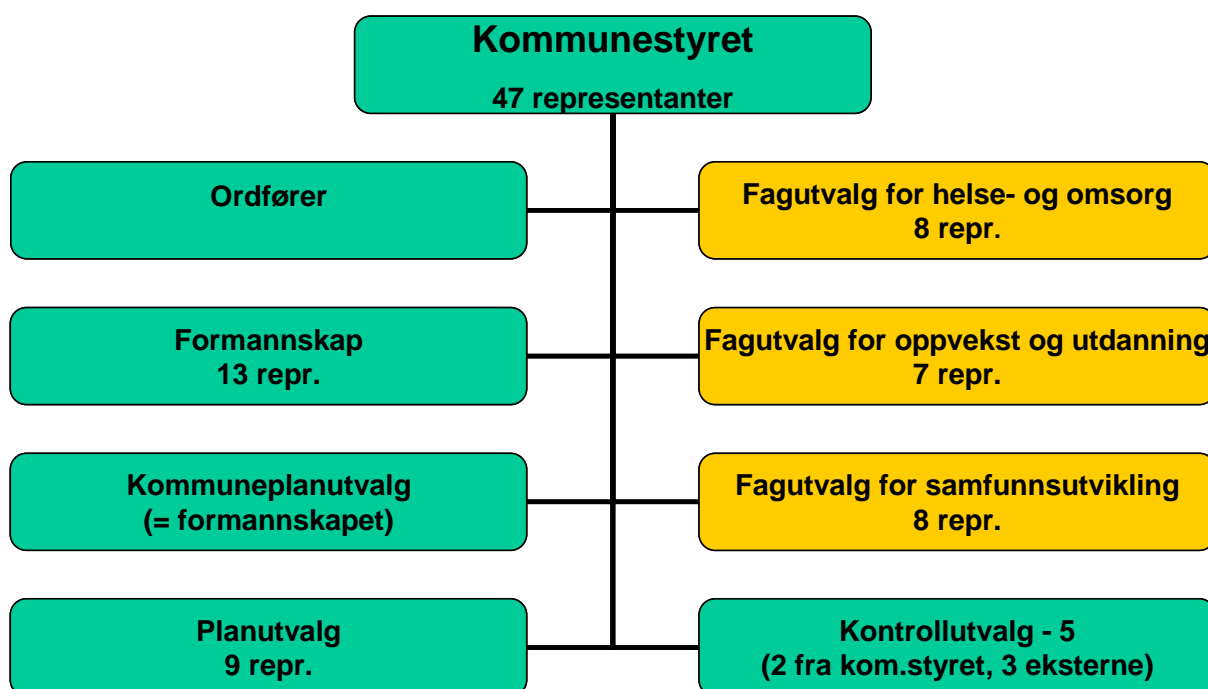 Kommunestyret
47 representanter
Ordfører
Fagutvalg for helse- og omsorg
8 repr.
Formannskap
13 repr.
Fagutvalg for oppvekst og utdanning
7 repr.
Kommuneplanutvalg
(= formannskapet)
Fagutvalg for samfunnsutvikling
8 repr.
Planutvalg
9 repr.
Kontrollutvalg - 5
(2 fra kom.styret, 3 eksterne)